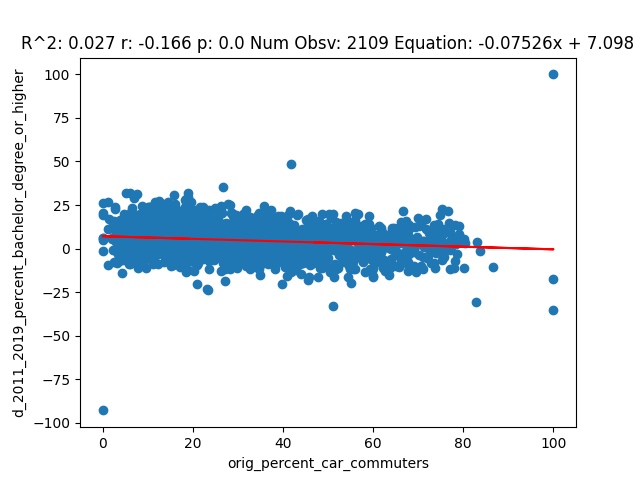 R^2: 0.027 r: -0.166 p: 0.0 Num Obsv: 2109 Equation: -0.07526x + 7.098
d_2011_2019_percent_bachelor_degree_or_higher
100
75
50
25
0
−25
−50
−75
−100
0 20 40 60 80 100
orig_percent_car_commuters